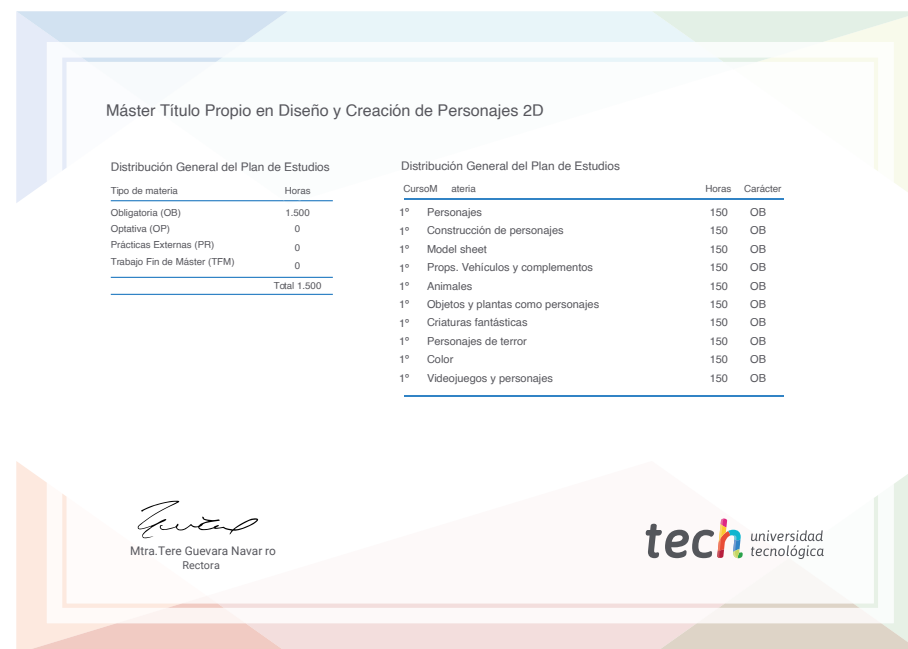 Máster Título Propio en Diseño y Creación de Personajes 2D
Distribución General del Plan de Estudios
Tipo de materia Horas
Obligatoria (OB) 1.500
Optativa (OP) 0
Prácticas Externas (PR) 0
Trabajo Fin de Máster (TFM) 0
Total 1.500
Distribución General del Plan de Estudios
CursoM ateria Horas Carácter
1º Personajes 150 OB
1º Construcción de personajes 150 OB
1º Model sheet 150 OB
1º Props. Vehículos y complementos 150 OB
1º Animales 150 OB
1º Objetos y plantas como personajes 150 OB
1º Criaturas fantásticas 150 OB
1º Personajes de terror 150 OB
1º Color 150 OB
1º Videojuegos y personajes 150 OB
Mtra.Tere Guevara Navar ro
Rectora
tech universidad
tecnológica